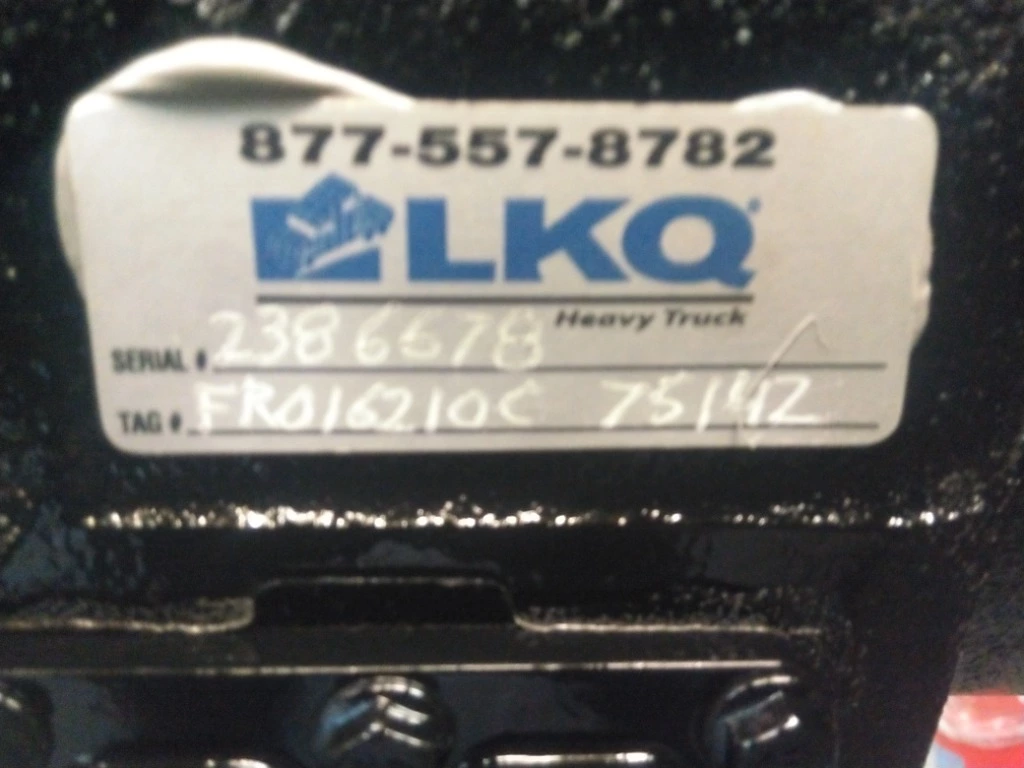 877-557-8782
LKQ
Heavy Truck
SERIAL # 2386678
TAG # FRO16210C 75142